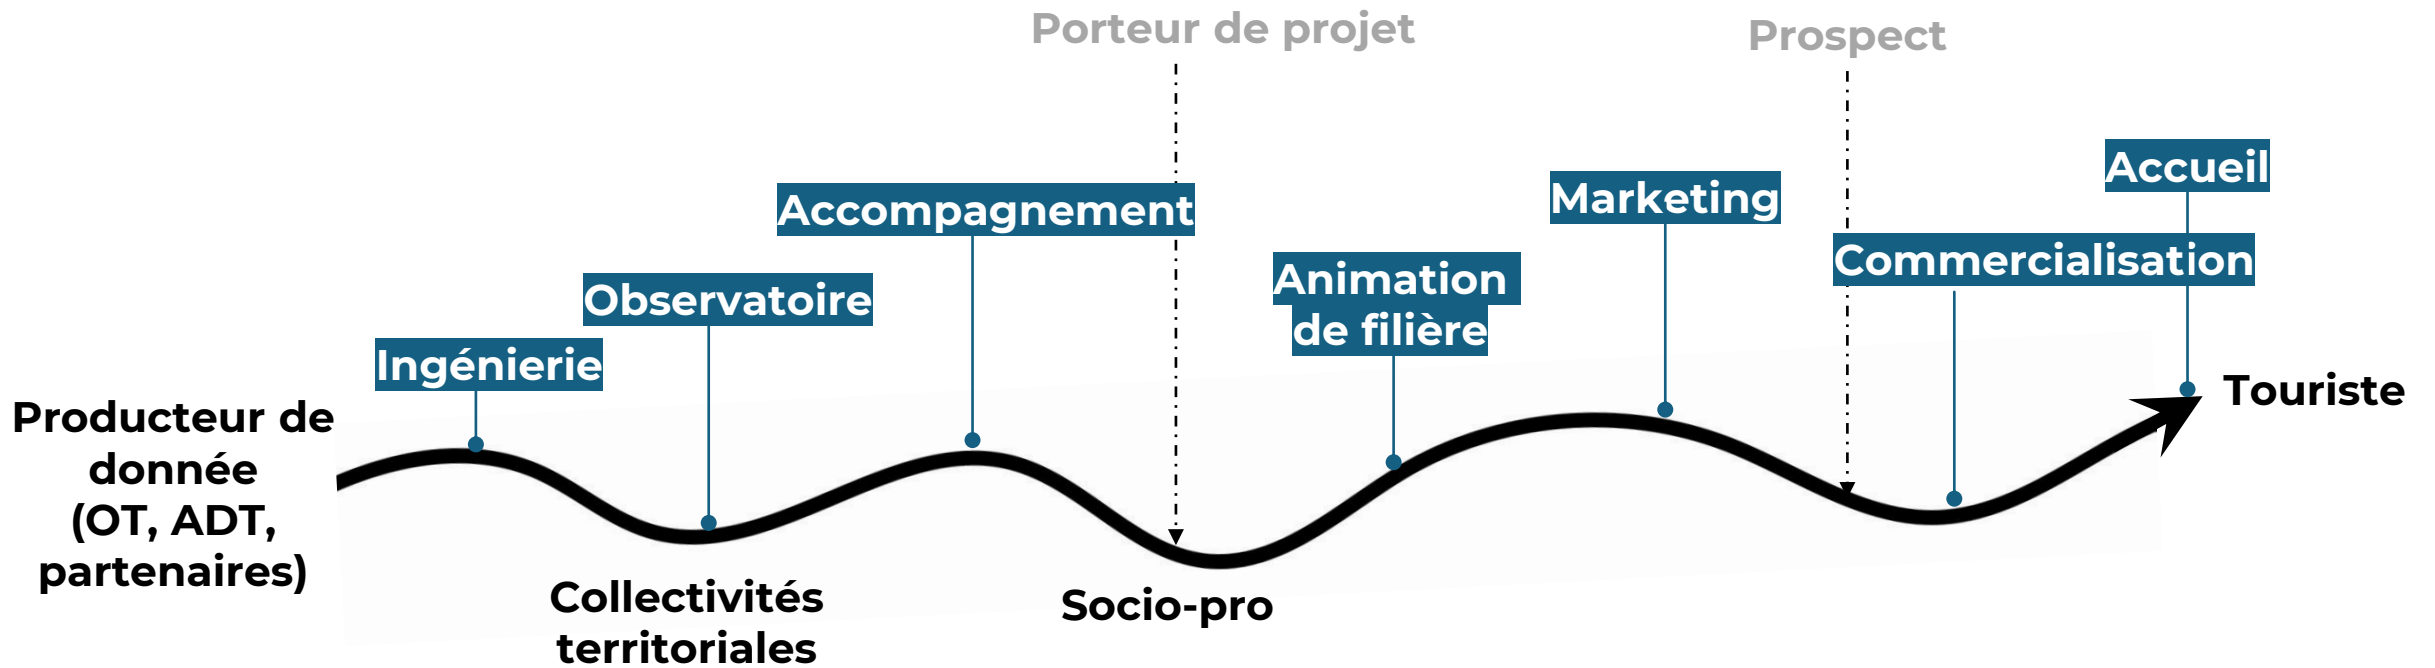 Porteur de projet
Prospect
Accueil
Marketing
Accompagnement
Commercialisation
Animation
de filière
Observatoire
Ingénierie
Touriste
Producteur de
donnée
(OT, ADT,
partenaires)
Collectivités
territoriales
Socio-pro